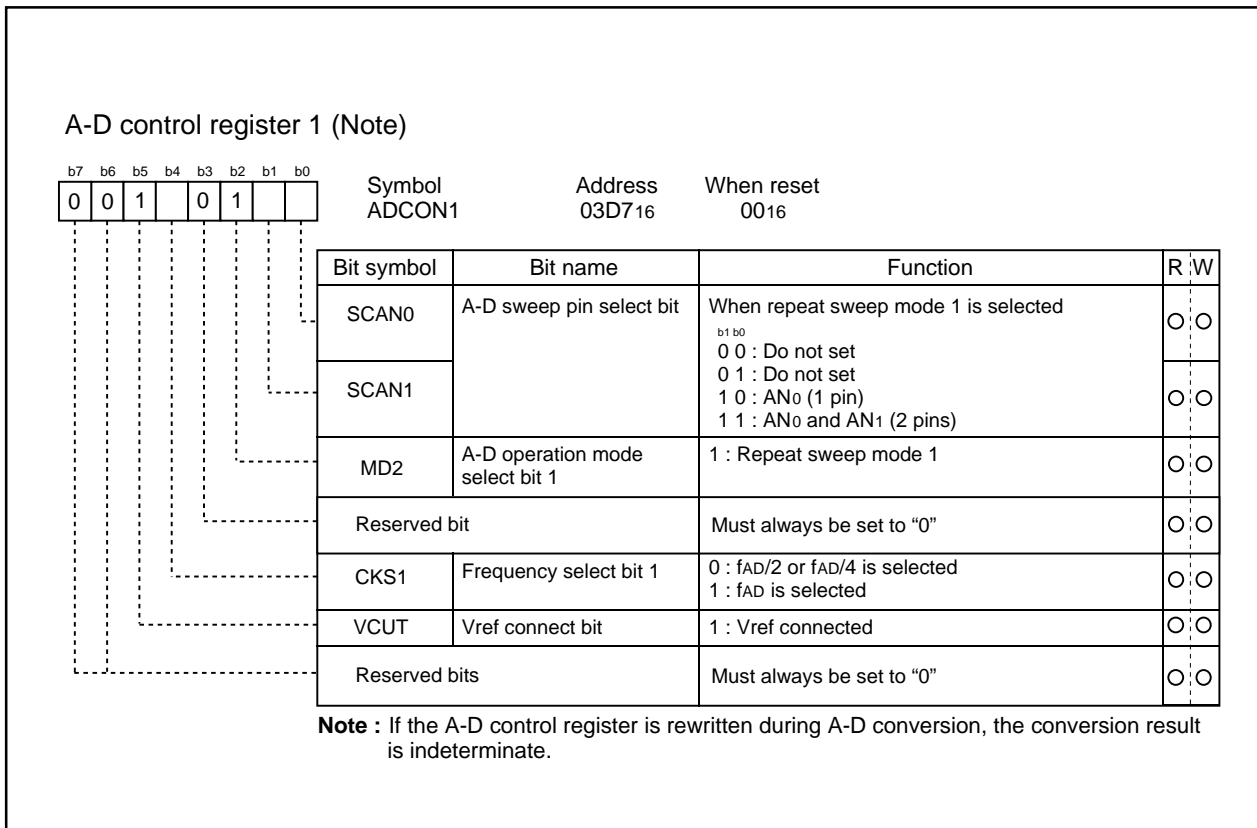 A-D control register 1 (Note)
b7 b6 b5 b4 b3 b2 b1 b0
0 0 1 0 1
Symbol Address When reset
ADCON1 03D716 0016
Bit symbol Bit name Function R W
SCAN0 A-D sweep pin select bit When repeat sweep mode 1 is selected
b1 b0
0 0 : Do not set
0 1 : Do not set
SCAN1 1 0 : AN0 (1 pin)
1 1 : AN0 and AN1 (2 pins)
MD2 A-D operation mode select bit 1 1 : Repeat sweep mode 1
Reserved bit Must always be set to “0”
CKS1 Frequency select bit 1 0 : fAD/2 or fAD/4 is selected
1 : fAD is selected
VCUT Vref connect bit 1 : Vref connected
Reserved bits Must always be set to “0”
Note : If the A-D control register is rewritten during A-D conversion, the conversion result
is indeterminate.